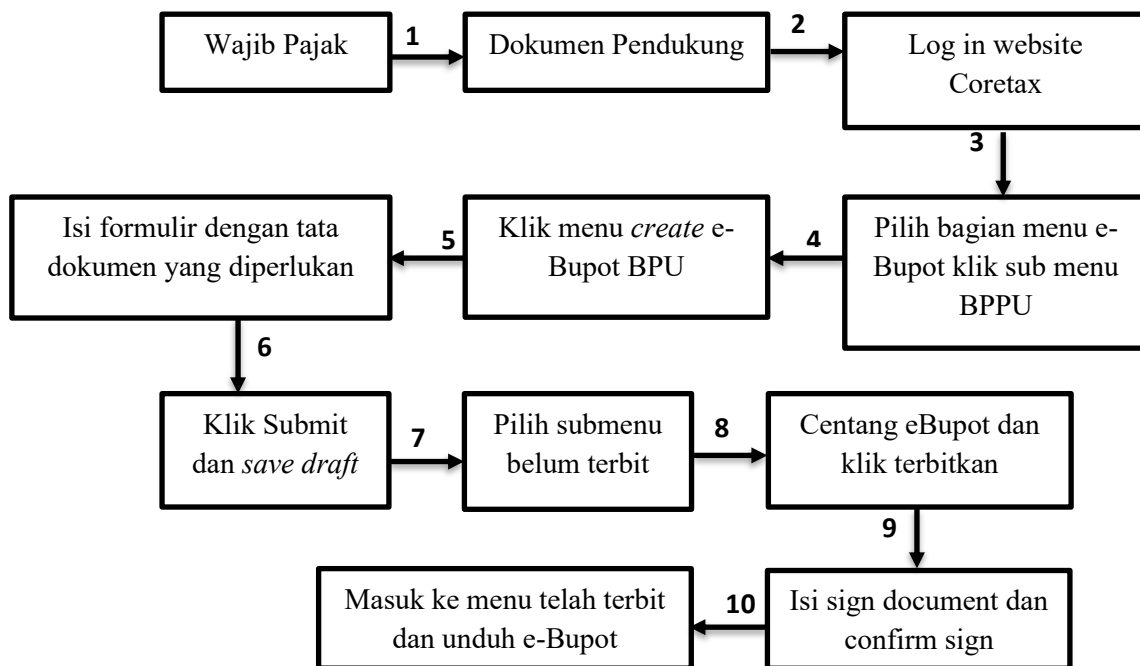 Wajib Pajak
1
Dokumen Pendukung
2
Log in website
Coretax
3
Pilih bagian menu e-
Bupot klik sub menu
BPPU
4
Klik menu create e-
Bupot BPU
5
Isi formulir dengan tata
dokumen yang diperlukan
6
Klik Submit
dan save draft
7
Pilih submenu
belum terbit
8
Centang eBupot dan
klik terbitkan
9
Isi sign document dan
confirm sign
10
Masuk ke menu telah terbit
dan unduh e-Bupot